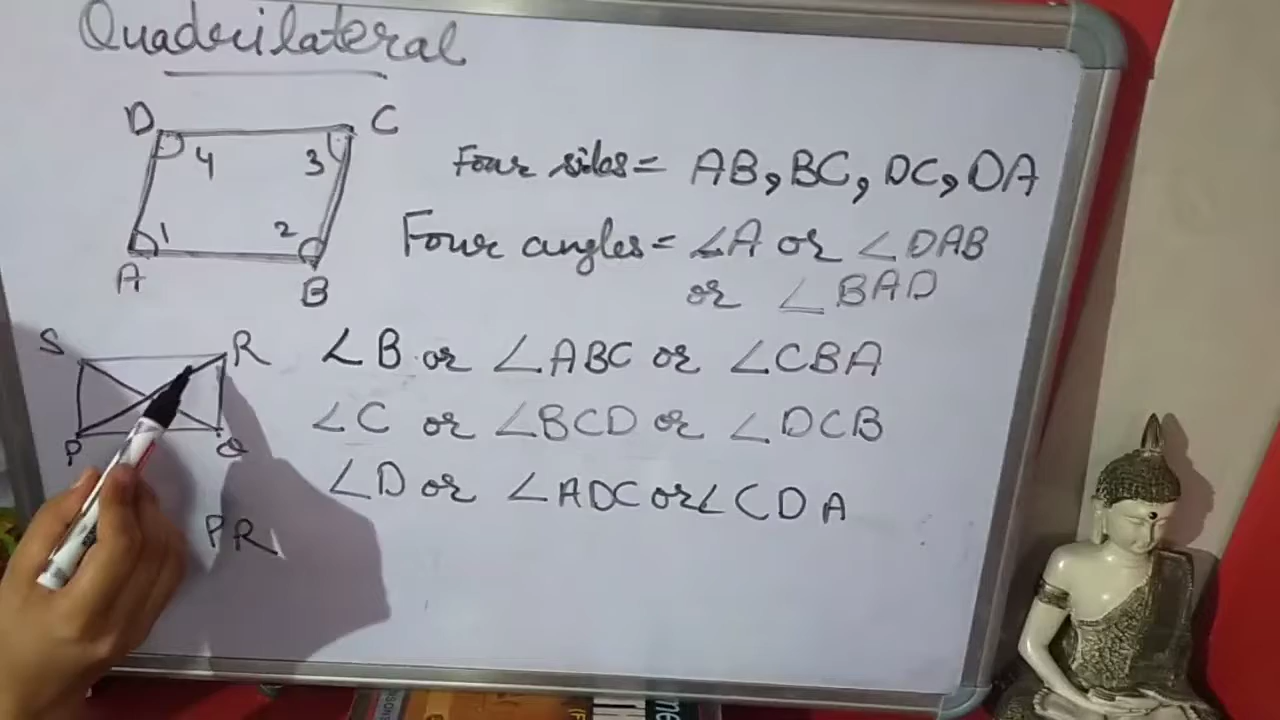 Quadrilateral
D C
4 3
1 2
A B
Four sides = AB, BC, DC, DA
Four angles = ∠A or ∠DAB
or ∠BAD
S R
P Q
∠B or ∠ABC or ∠CBA
∠C or ∠BCD or ∠DCB
∠D or ∠ADC or ∠CDA
PR